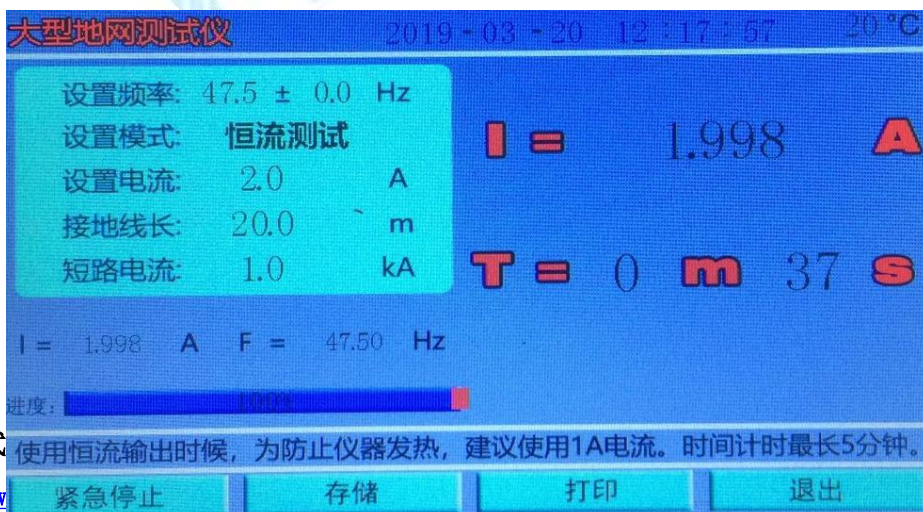 大型地网测试仪 2019-03-20 12:17:57 20℃
设置频率: 47.5 ± 0.0 Hz
设置模式: 恒流测试
设置电流: 2.0 A
接地线长: 20.0 m
短路电流: 1.0 kA
I = 1.998 A
T = 0 m 37 s
I = 1.998 A F = 47.50 Hz
进度: 100%
使用恒流输出时候,为防止仪器发热,建议使用1A电流。时间计时最长5分钟。
紧急停止 存储 打印 退出